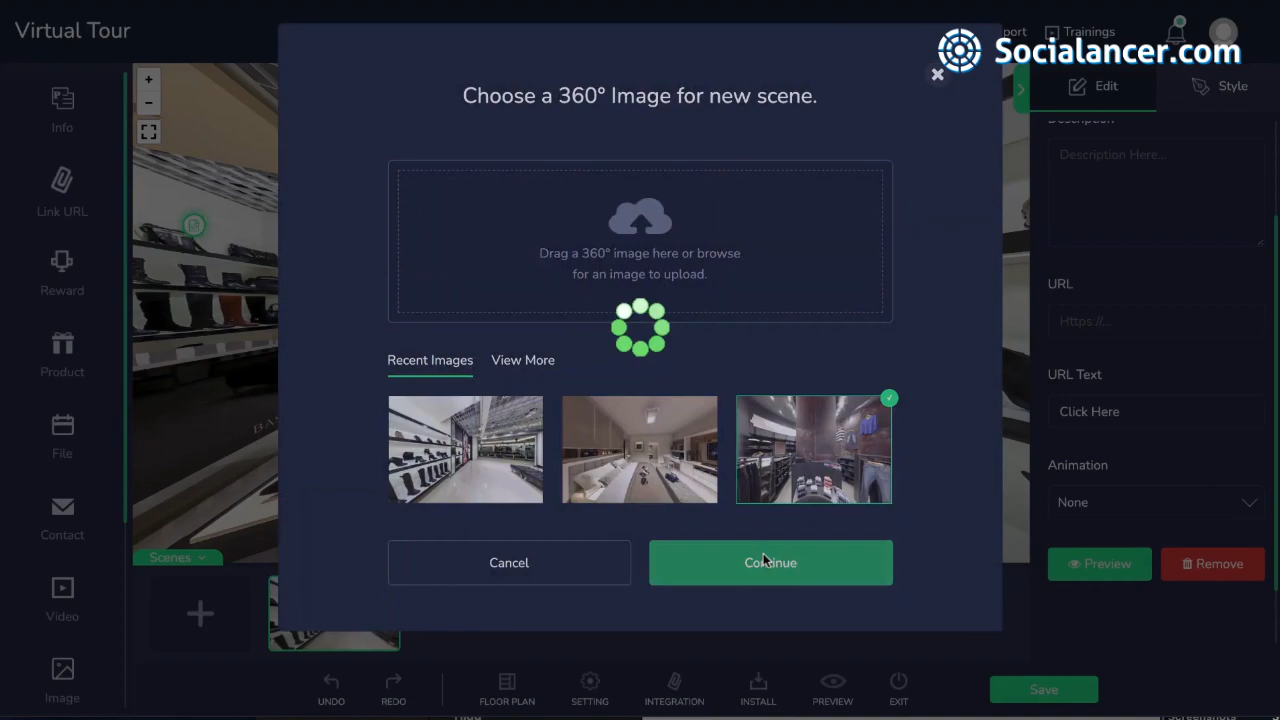 Virtual Tour
port
Trainings
Socialancer.com
Choose a 360° Image for new scene.
Edit
Style
Info
Description
Description Here...
Link URL
Drag a 360° image here or browse
for an image to upload.
Reward
URL
Https://...
Product
Recent Images
View More
URL Text
Click Here
File
Animation
None
Contact
Scenes
Cancel
Continue
Preview
Remove
Video
Image
UNDO
REDO
FLOOR PLAN
SETTING
INTEGRATION
INSTALL
PREVIEW
EXIT
Save